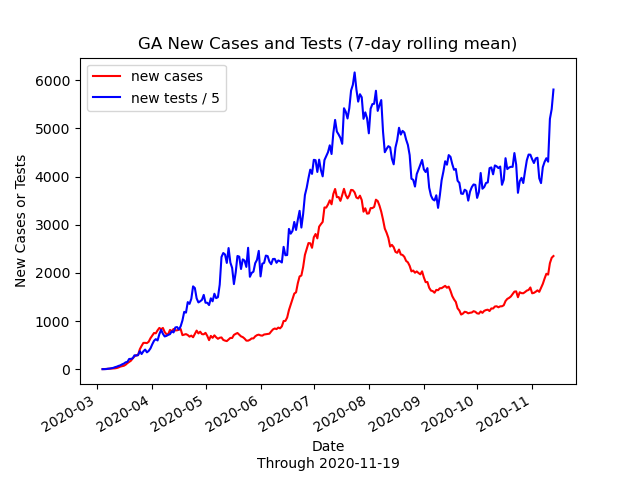 GA New Cases and Tests (7-day rolling mean)
new cases
new tests / 5
New Cases or Tests
6000
5000
4000
3000
2000
1000
0
2020-03
2020-04
2020-05
2020-06
2020-07
2020-08
2020-09
2020-10
2020-11
Date
Through 2020-11-19